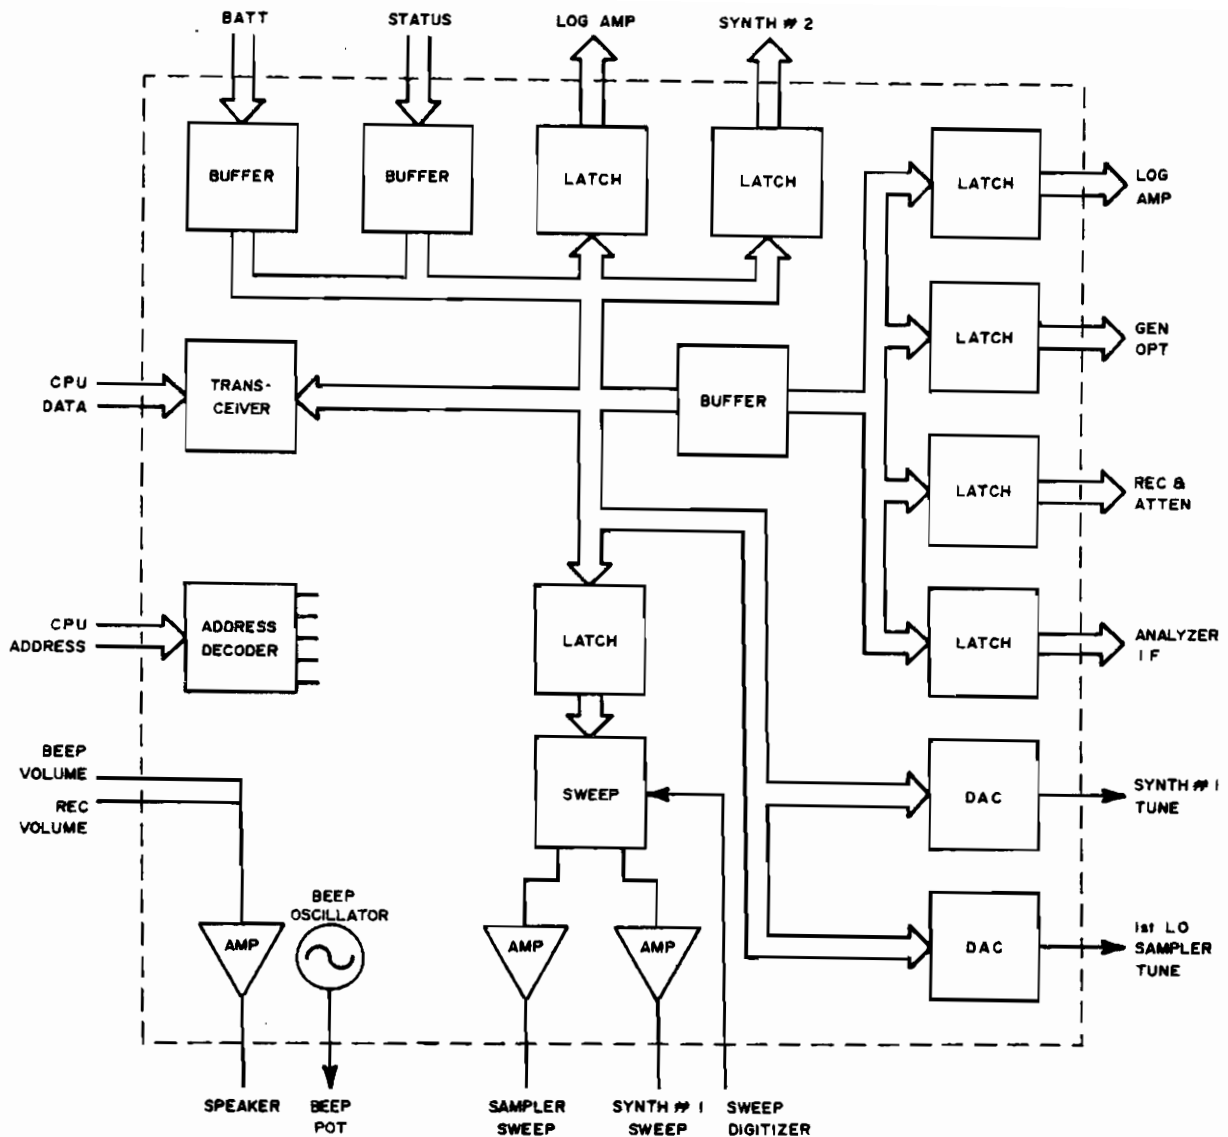 BATT
STATUS
LOG AMP
SYNTH # 2
BUFFER
BUFFER
LATCH
LATCH
LATCH
LOG
AMP
LATCH
GEN
OPT
CPU
DATA
TRANS-
CEIVER
BUFFER
LATCH
REC &
ATTEN
CPU
ADDRESS
ADDRESS
DECODER
LATCH
LATCH
ANALYZER
IF
BEEP
VOLUME
REC
VOLUME
SWEEP
DAC
SYNTH # 1
TUNE
BEEP
OSCILLATOR
AMP
AMP
AMP
DAC
1st LO
SAMPLER
TUNE
SPEAKER
BEEP
POT
SAMPLER
SWEEP
SYNTH # 1
SWEEP
SWEEP
DIGITIZER